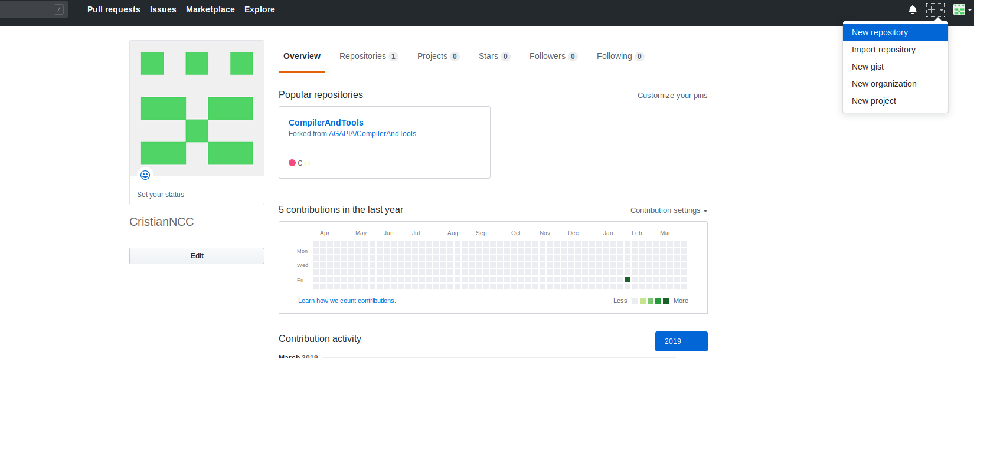 /
Pull requests Issues Marketplace Explore
New repository
Import repository
New gist
New organization
New project
Overview Repositories 1 Projects 0 Stars 0 Followers 0 Following 0
Popular repositories
Customize your pins
CompilerAndTools
Forked from AGAPIA/CompilerAndTools
C++
Set your status
CristianNCC
Edit
5 contributions in the last year
Contribution settings
Apr May Jun Jul Aug Sep Oct Nov Dec Jan Feb Mar
Mon
Wed
Fri
Learn how we count contributions.
Less More
Contribution activity
2019
March 2019